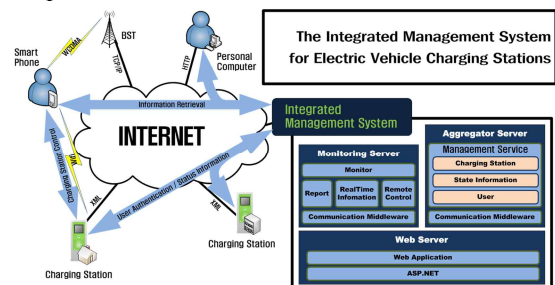 The Integrated Management System
for Electric Vehicle Charging Stations
Smart
Phone
WCDMA
BST
TCP/IP
HTTP
Personal
Computer
Information Retrieval
INTERNET
Charging Station Control
Wifi
XML
User Authentication / Status Information
XML
Charging Station
Charging Station
Integrated
Management System
Monitoring Server
Monitor
Report
RealTime
Infomation
Remote
Control
Communication Middleware
Aggregator Server
Management Service
Charging Station
State Information
User
Communication Middleware
Web Server
Web Application
ASP.NET